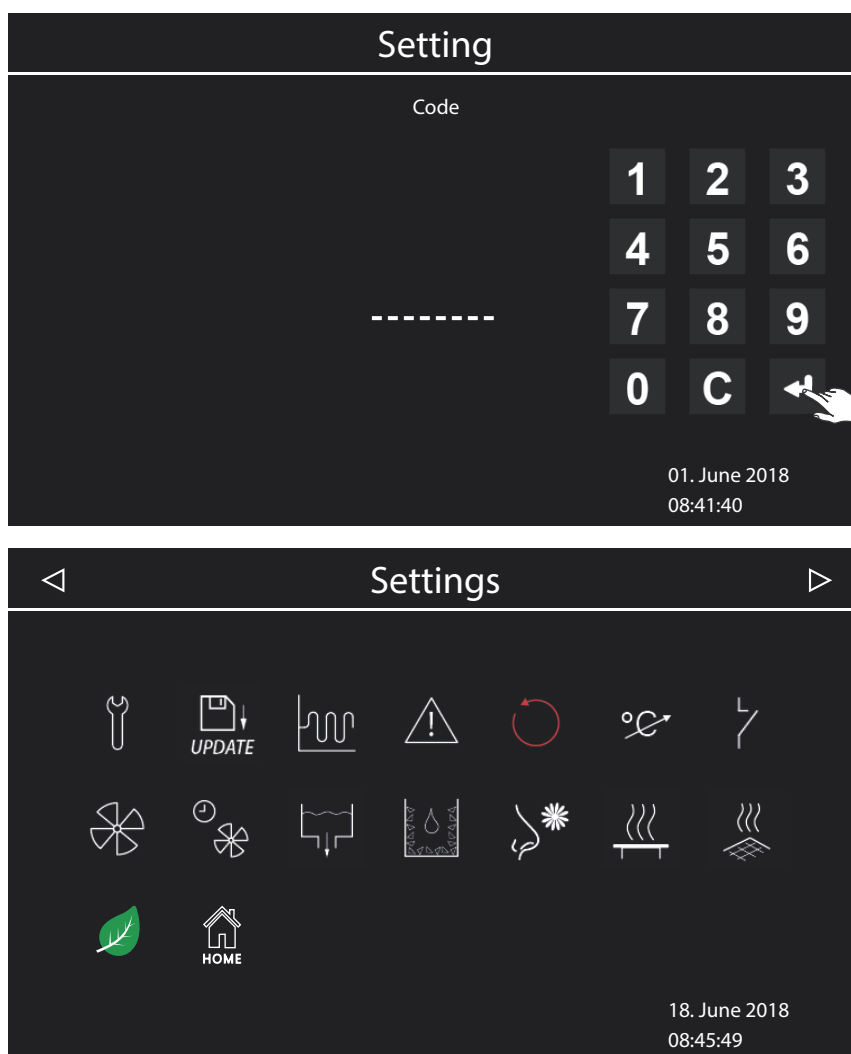 Setting
Code
1 2 3
4 5 6
7 8 9
--------
0 C
01. June 2018
08:41:40
Settings
UPDATE
°C
HOME
18. June 2018
08:45:49